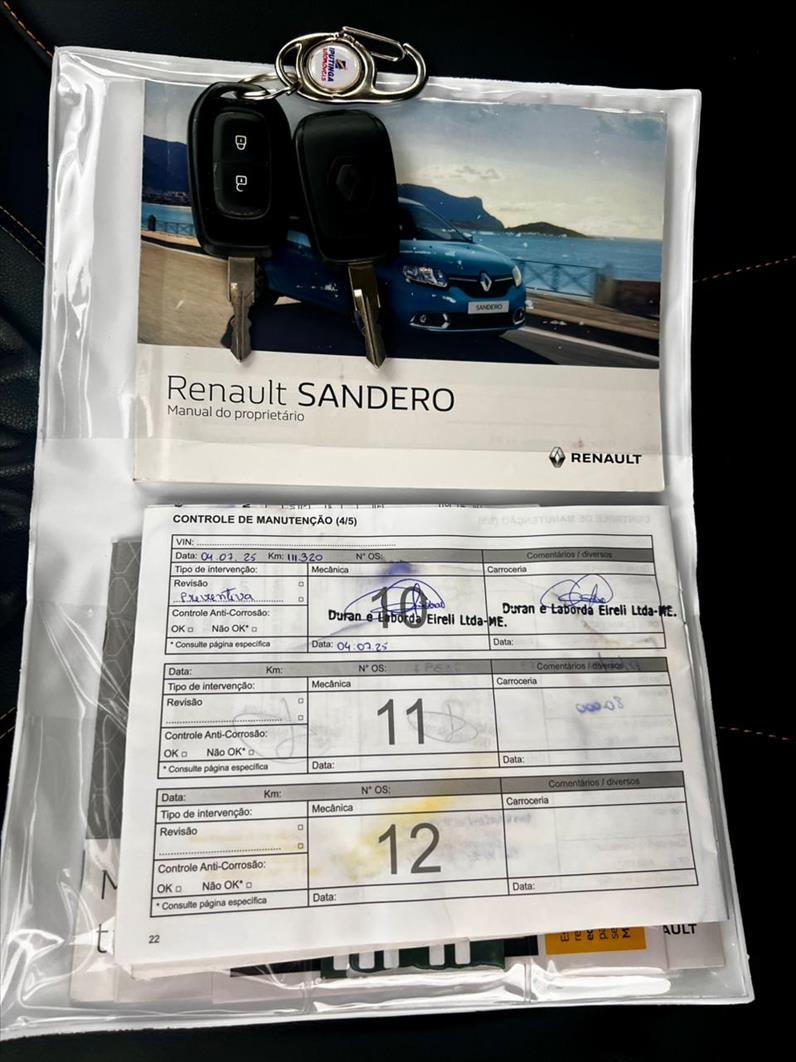 IPUTINGA
VEÍCULOS
SANDERO
Renault SANDERO
Manual do proprietário
RENAULT
CONTROLE DE MANUTENÇÃO (4/5)
VIN:
Data: 04.07.25 Km: 111.320 N° OS: Comentários / diversos
Tipo de intervenção: Mecânica Carroceria
Revisão
Preventiva
10
Duran e Laborda Eireli Ltda-ME. Duran e Laborda Eireli Ltda-ME.
Controle Anti-Corrosão:
OK Não OK*
* Consulte página específica Data: 04.07.25 Data:
Data: Km: N° OS: Comentários / diversos
Tipo de intervenção: Mecânica Carroceria
Revisão
11
Controle Anti-Corrosão:
OK Não OK*
* Consulte página específica Data: Data:
Data: Km: N° OS: Comentários / diversos
Tipo de intervenção: Mecânica Carroceria
Revisão
12
Controle Anti-Corrosão:
OK Não OK*
* Consulte página específica Data: Data:
22